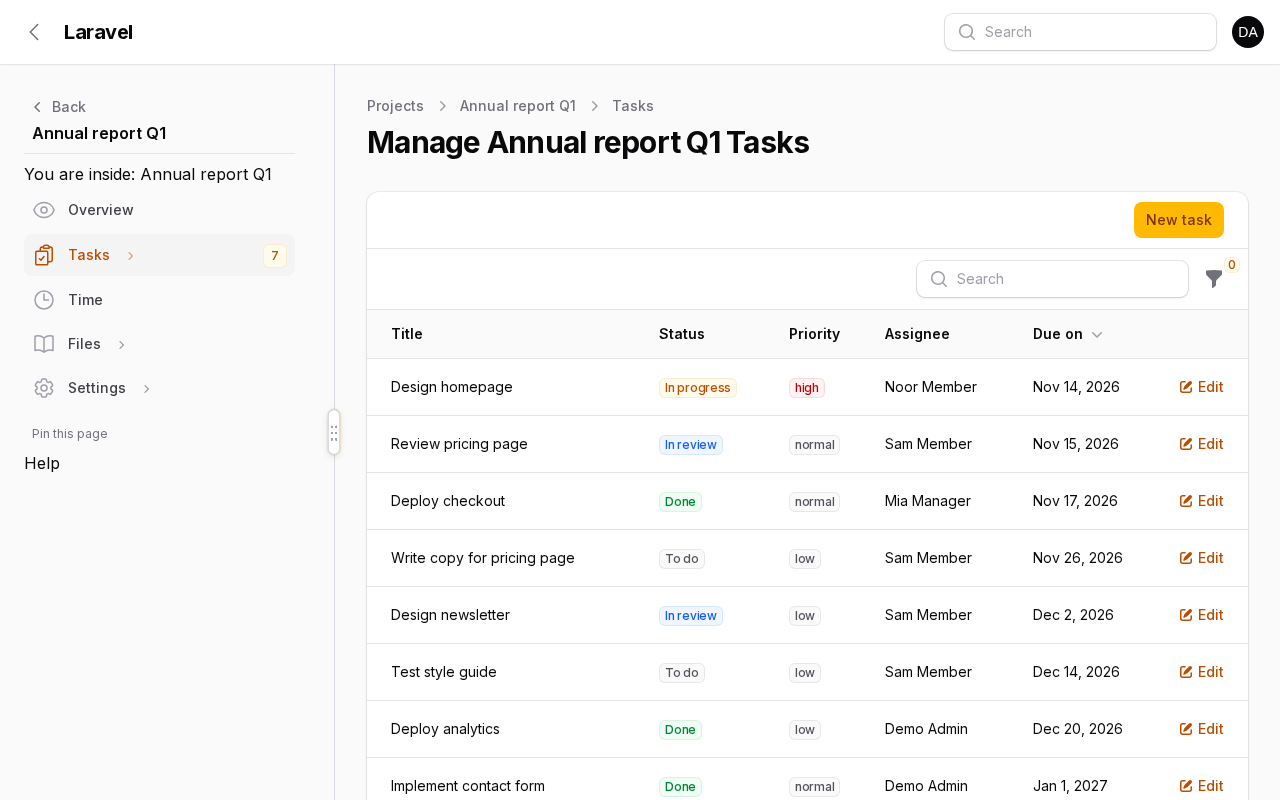 Laravel
Search
DA
Back
Annual report Q1
You are inside: Annual report Q1
Overview
Tasks
7
Time
Files
Settings
Pin this page
Help
Projects Annual report Q1 Tasks
Manage Annual report Q1 Tasks
New task
Search
0
Title Status Priority Assignee Due on
Design homepage In progress high Noor Member Nov 14, 2026 Edit
Review pricing page In review normal Sam Member Nov 15, 2026 Edit
Deploy checkout Done normal Mia Manager Nov 17, 2026 Edit
Write copy for pricing page To do low Sam Member Nov 26, 2026 Edit
Design newsletter In review low Sam Member Dec 2, 2026 Edit
Test style guide To do low Sam Member Dec 14, 2026 Edit
Deploy analytics Done low Demo Admin Dec 20, 2026 Edit
Implement contact form Done normal Demo Admin Jan 1, 2027 Edit